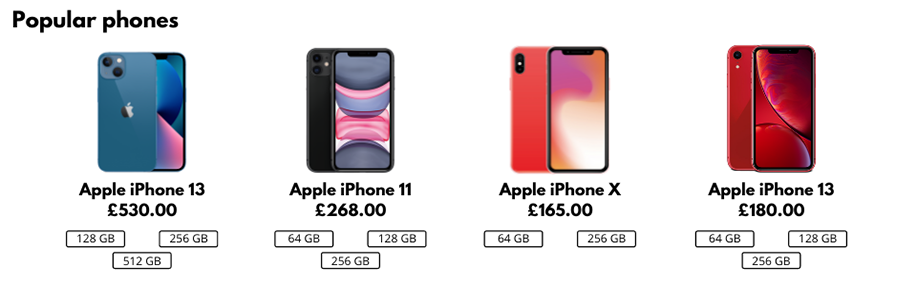 Popular phones
Apple iPhone 13
£530.00
128 GB
256 GB
512 GB
Apple iPhone 11
£268.00
64 GB
128 GB
256 GB
Apple iPhone X
£165.00
64 GB
256 GB
Apple iPhone 13
£180.00
64 GB
128 GB
256 GB